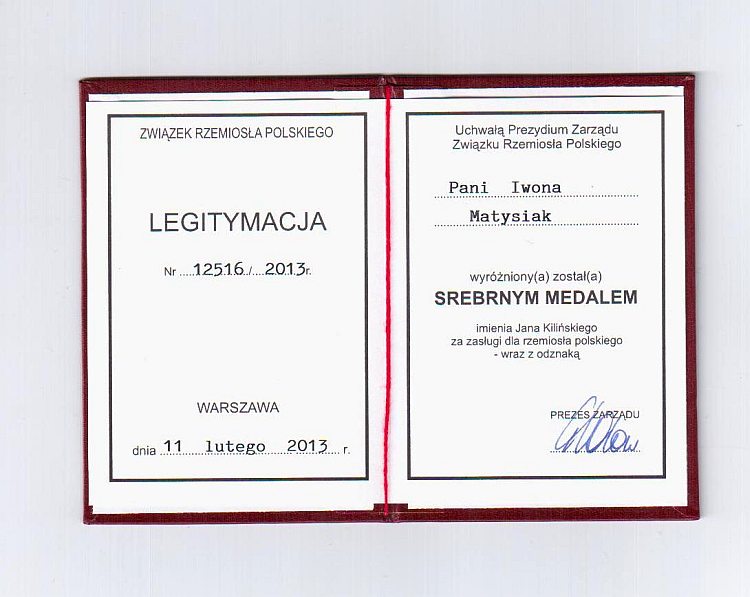 ZWIĄZEK RZEMIOSŁA POLSKIEGO
LEGITYMACJA
Nr 12516 / 2013 r.
WARSZAWA
dnia 11 lutego 2013 r.
Uchwałą Prezydium Zarządu
Związku Rzemiosła Polskiego
Pani Iwona
Matysiak
wyróżniony(a) został(a)
SREBRNYM MEDALEM
imienia Jana Kilińskiego
za zasługi dla rzemiosła polskiego
- wraz z odznaką
PREZES ZARZĄDU